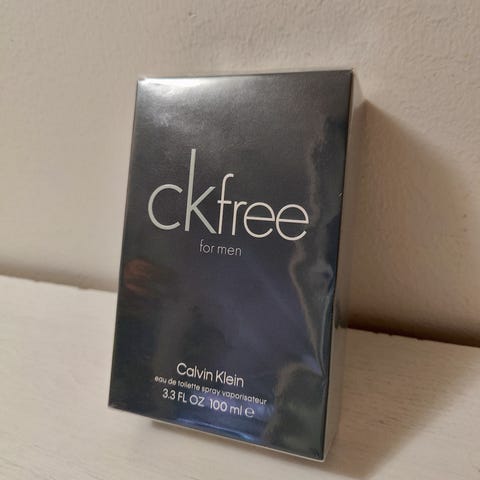 ckfree
for men
Calvin Klein
eau de toilette spray vaporisateur
3.3 FL OZ 100 ml ℮